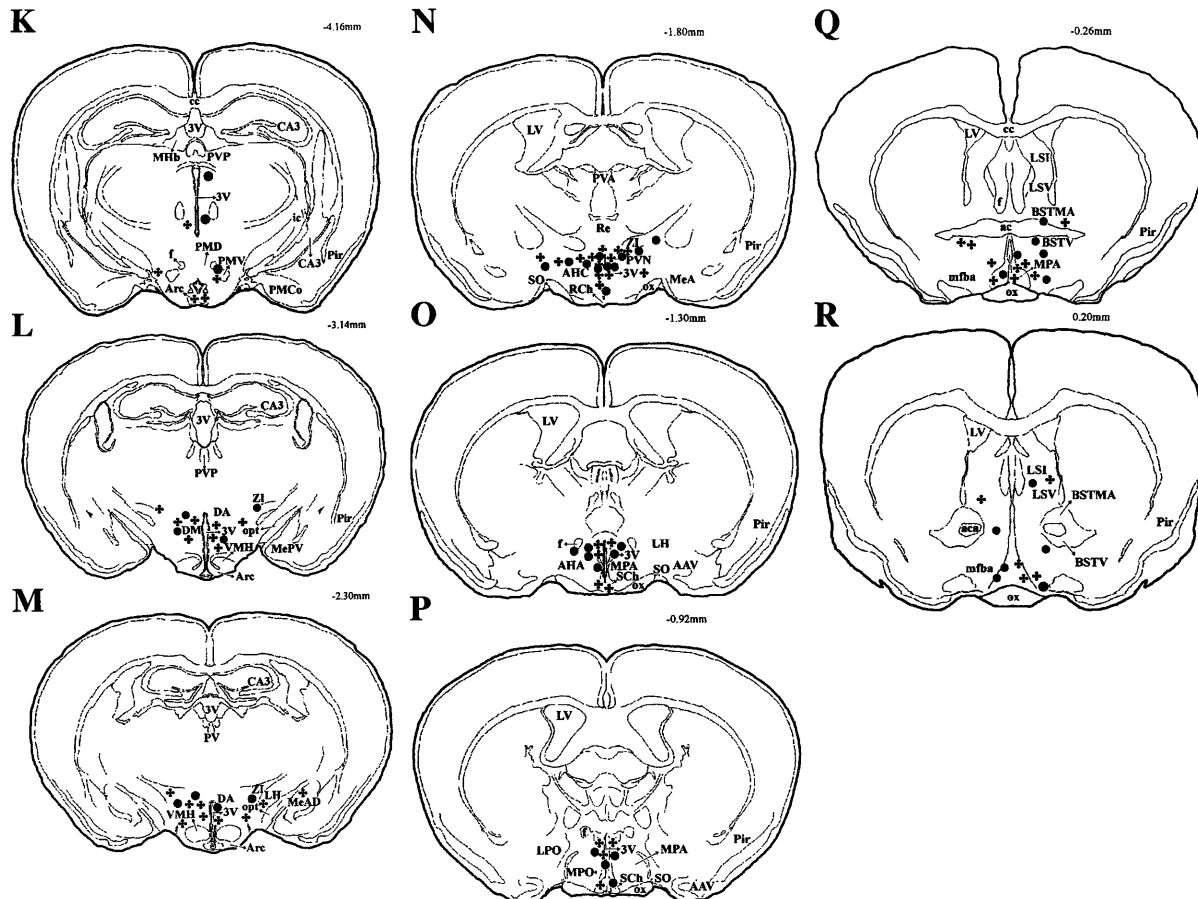 K
-4.16mm
cc
3V
CA3
MHb
PVP
3V
ic
PMD
f
PMV
CA3
Pir
Arc
3V
PMCo
L
-3.14mm
3V
CA3
PVP
ZI
DA
DM
3V
opt
Pir
VMH
MePV
Arc
M
-2.30mm
CA3
3V
PV
DA
ZI
LH
MeAD
VMH
3V
opt
Arc
N
-1.80mm
LV
PVA
Re
ZI
Pir
PVN
AHC
3V
SO
MeA
RCh
ox
O
-1.30mm
LV
Pir
f
LH
3V
AHA
MPA
SCh
SO
AAV
ox
P
-0.92mm
LV
f
Pir
LPO
3V
MPA
MPO
SCh
SO
ox
AAV
Q
-0.26mm
LV
cc
LSI
LSV
f
BSTMA
Pir
ac
BSTV
MPA
mfba
ox
R
0.20mm
LV
LSI
LSV
BSTMA
aca
Pir
BSTV
mfba
ox